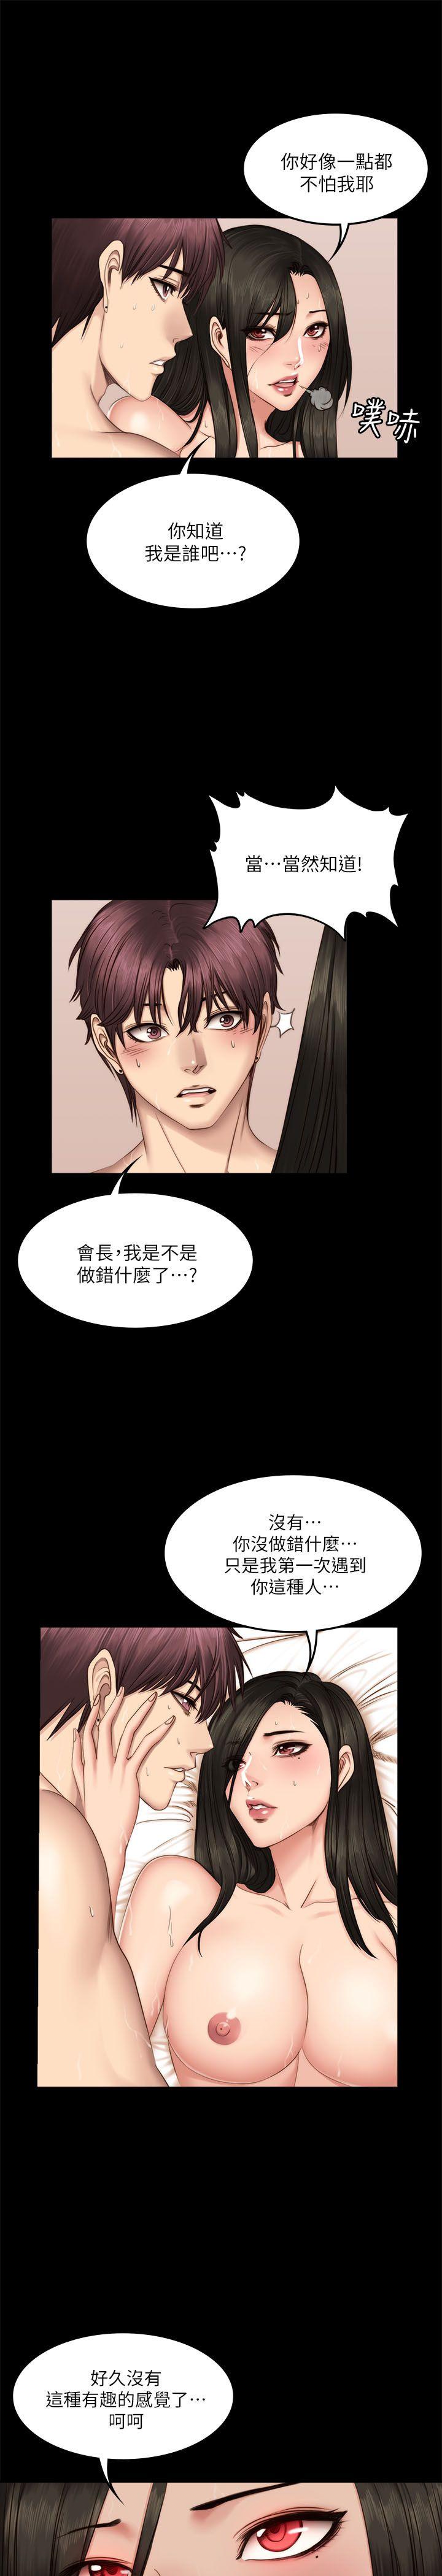 你好像一點都
不怕我耶
噗哧
你知道
我是誰吧…?
當…當然知道!
會長，我是不是
做錯什麼了…?
沒有…
你沒做錯什麼…
只是我第一次遇到
你這種人…
好久沒有
這種有趣的感覺了…
呵呵